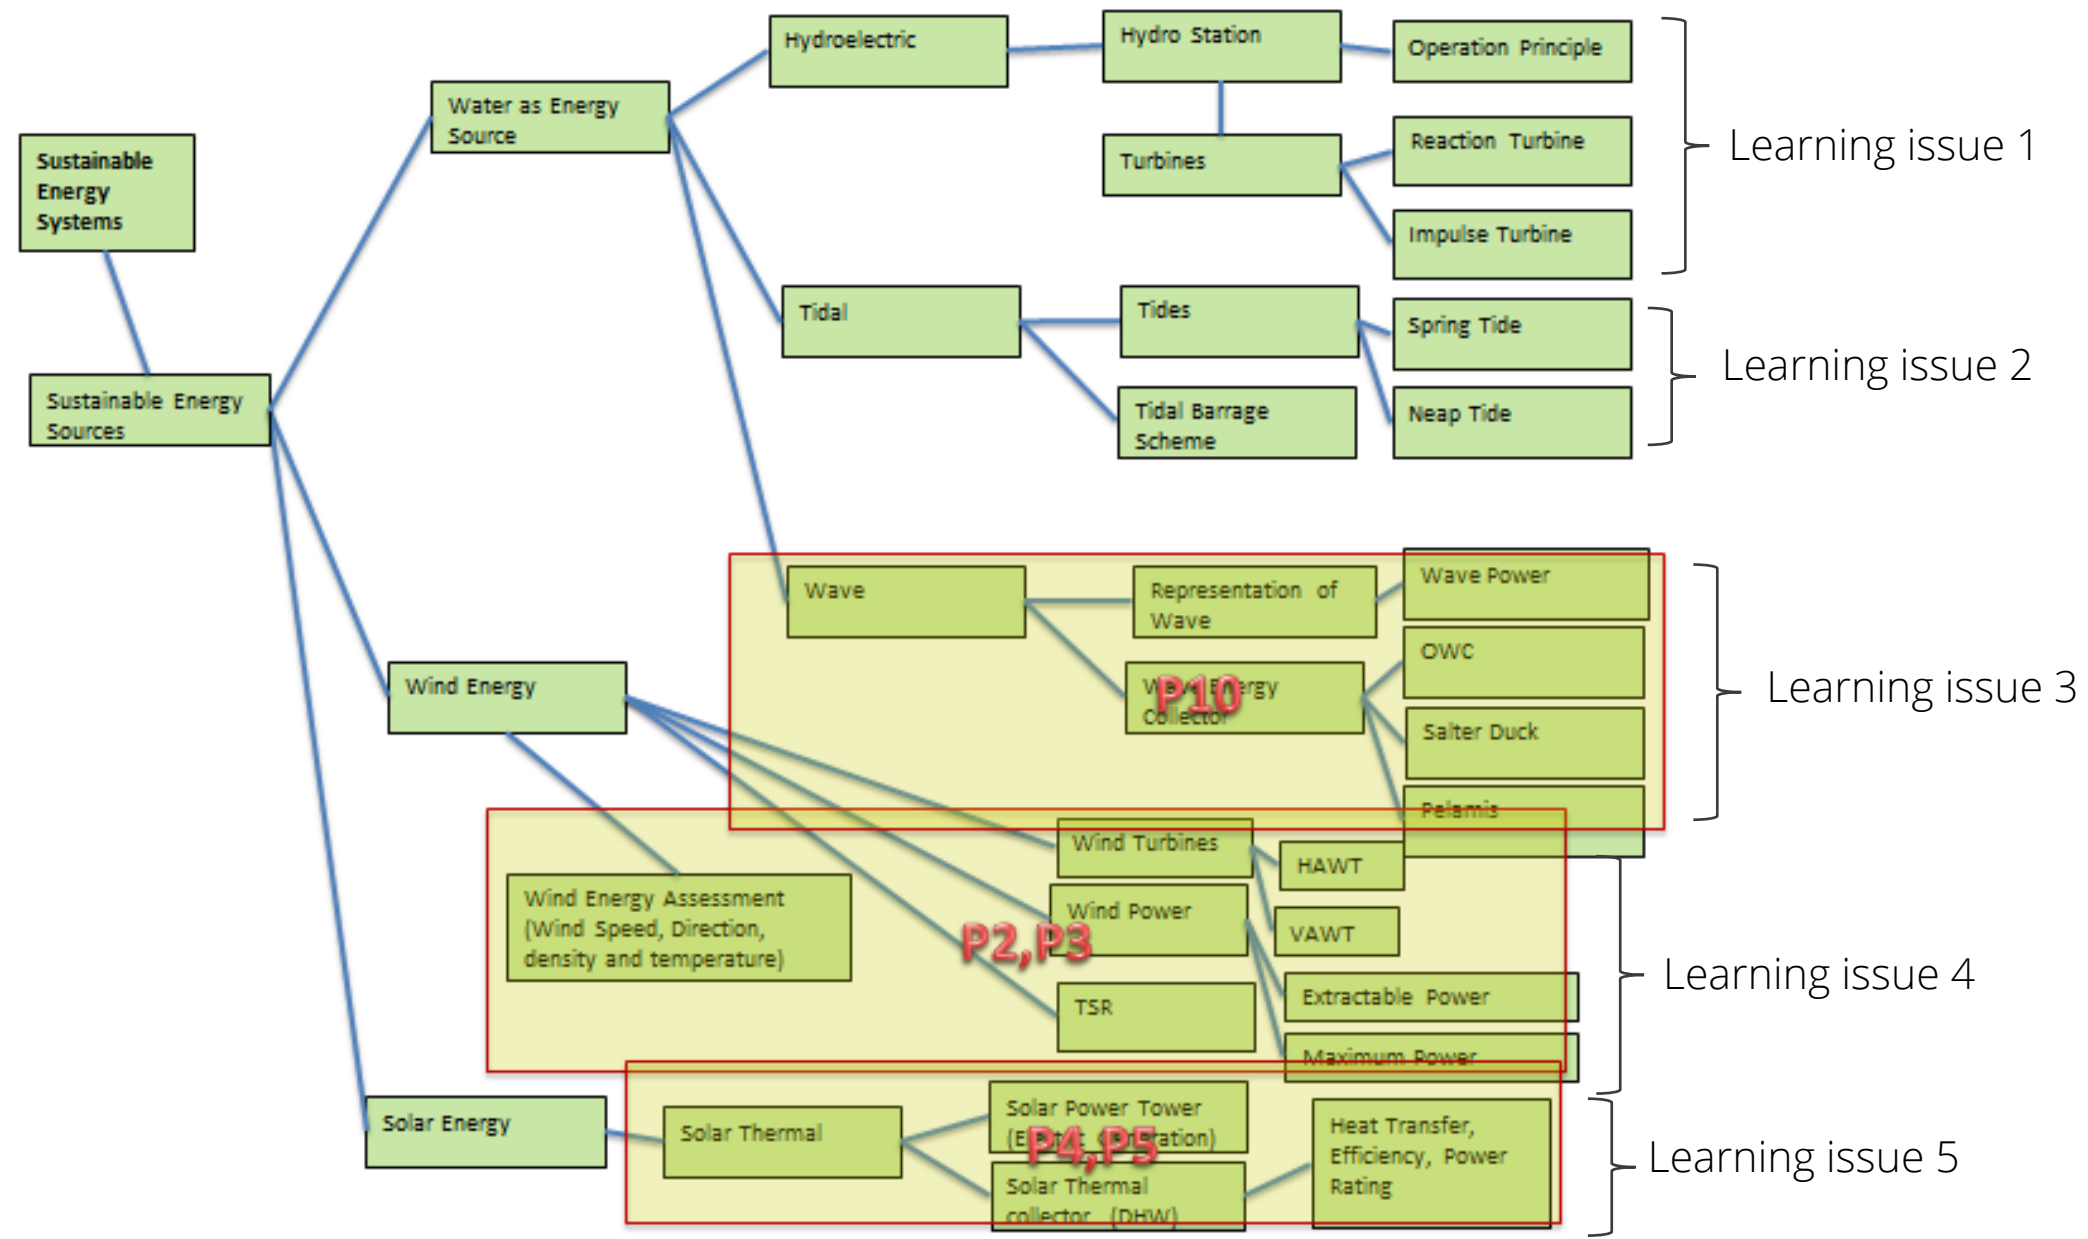 Sustainable
Energy
Systems
Sustainable Energy
Sources
Water as Energy
Source
Hydroelectric
Hydro Station
Operation Principle
Turbines
Reaction Turbine
Impulse Turbine
Learning issue 1
Tidal
Tides
Spring Tide
Tidal Barrage
Scheme
Neap Tide
Learning issue 2
Wave
Representation of
Wave
Wave Power
Wave Energy
Collector
P10
OWC
Salter Duck
Pelamis
Learning issue 3
Wind Energy
Wind Energy Assessment
(Wind Speed, Direction,
density and temperature)
Wind Turbines
HAWT
VAWT
Wind Power
P2,P3
Extractable Power
Maximum Power
TSR
Learning issue 4
Solar Energy
Solar Thermal
Solar Power Tower
(Electric Generation)
P4,P5
Solar Thermal
collector (DHW)
Heat Transfer,
Efficiency, Power
Rating
Learning issue 5